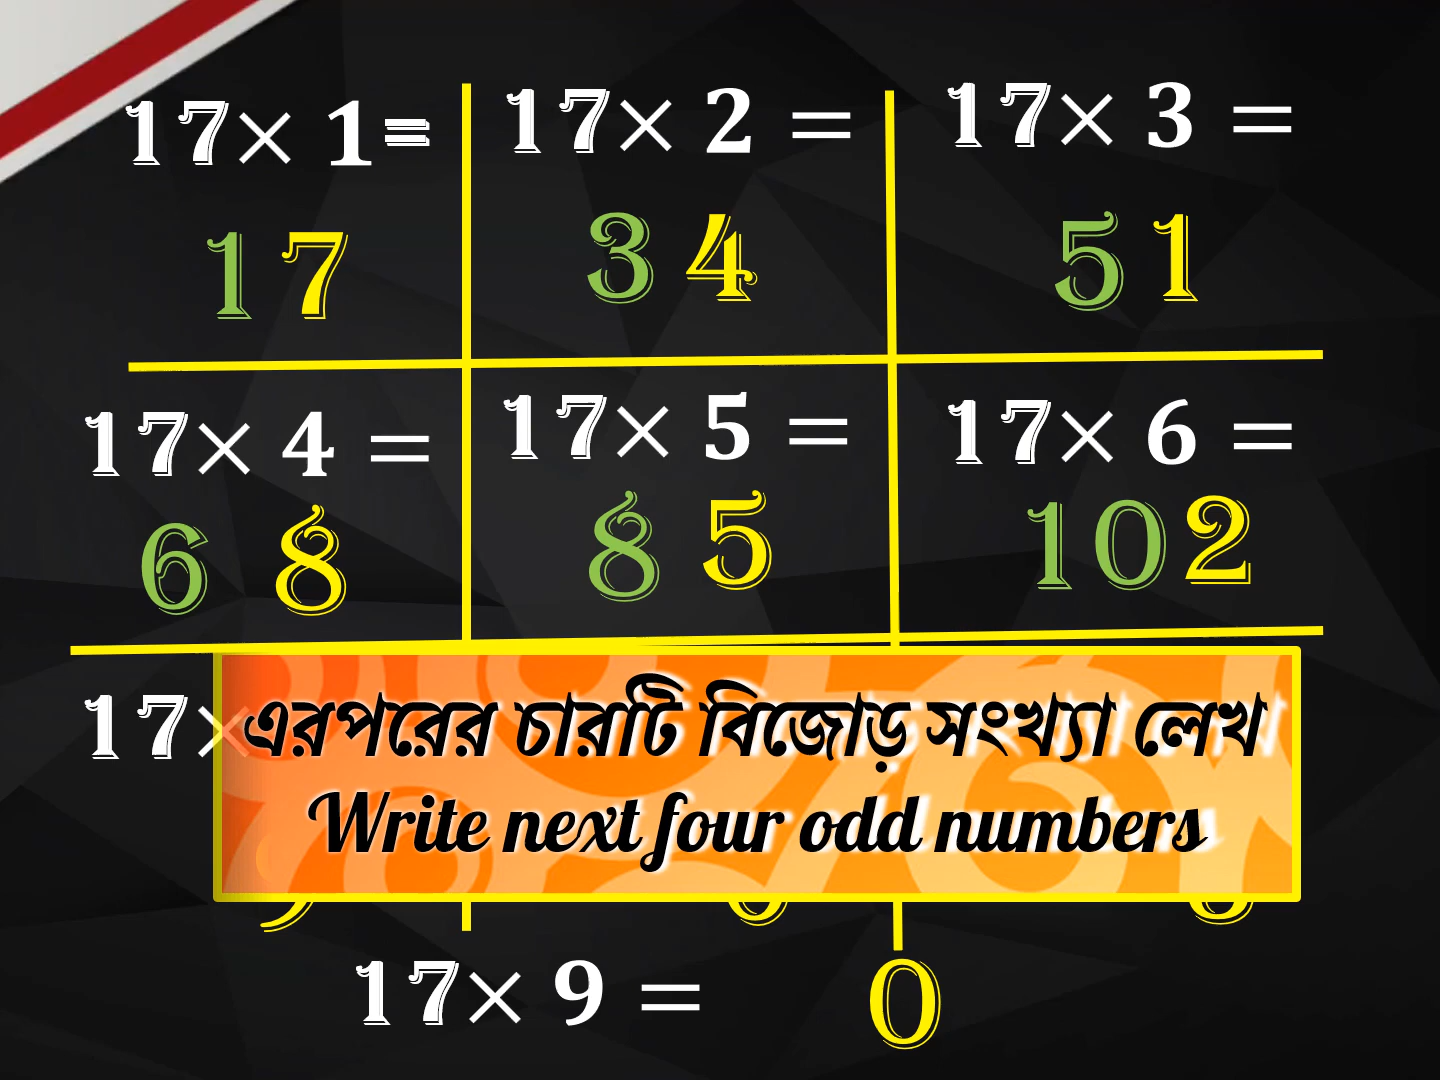 17× 1=
17
17× 2 =
34
17× 3 =
51
17× 4 =
6 8
17× 5 =
8 5
17× 6 =
102
17×
এরপরের চারটি বিজোড় সংখ্যা লেখ
Write next four odd numbers
17× 9 =
0